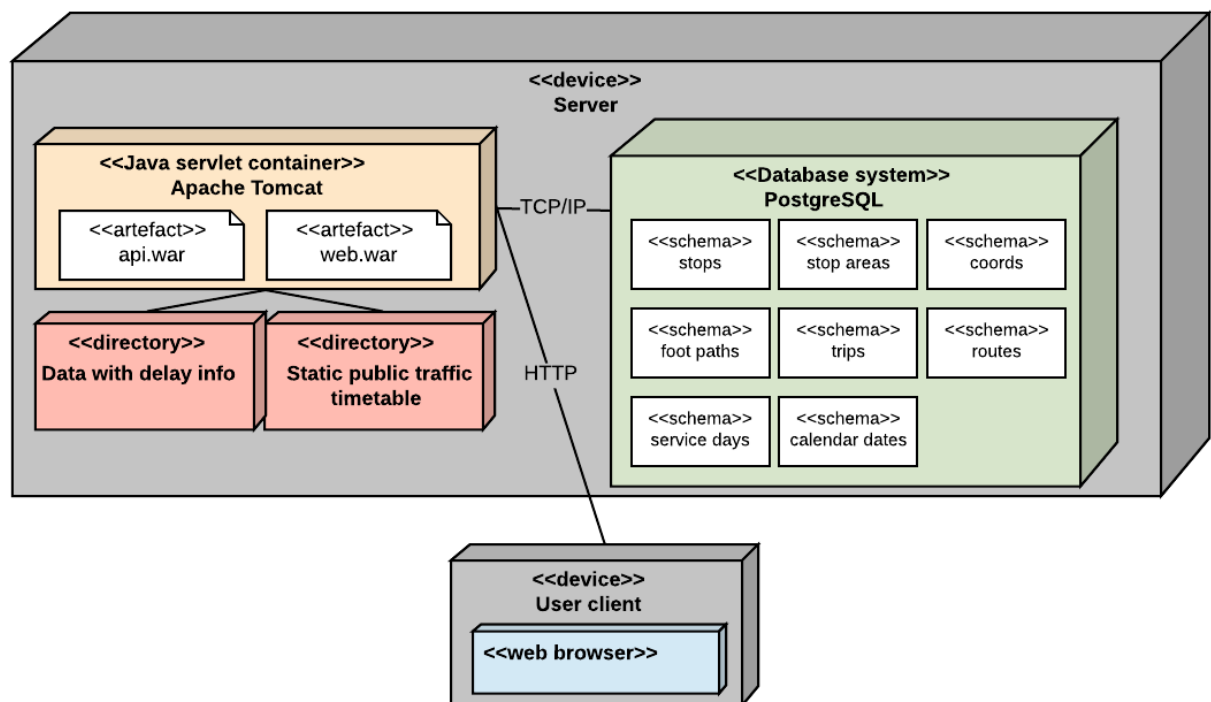 <<device>>
Server
<<Java servlet container>>
Apache Tomcat
<<artefact>>
api.war
<<artefact>>
web.war
<<directory>>
Data with delay info
<<directory>>
Static public traffic
timetable
TCP/IP
HTTP
<<Database system>>
PostgreSQL
<<schema>>
stops
<<schema>>
stop areas
<<schema>>
coords
<<schema>>
foot paths
<<schema>>
trips
<<schema>>
routes
<<schema>>
service days
<<schema>>
calendar dates
<<device>>
User client
<<web browser>>